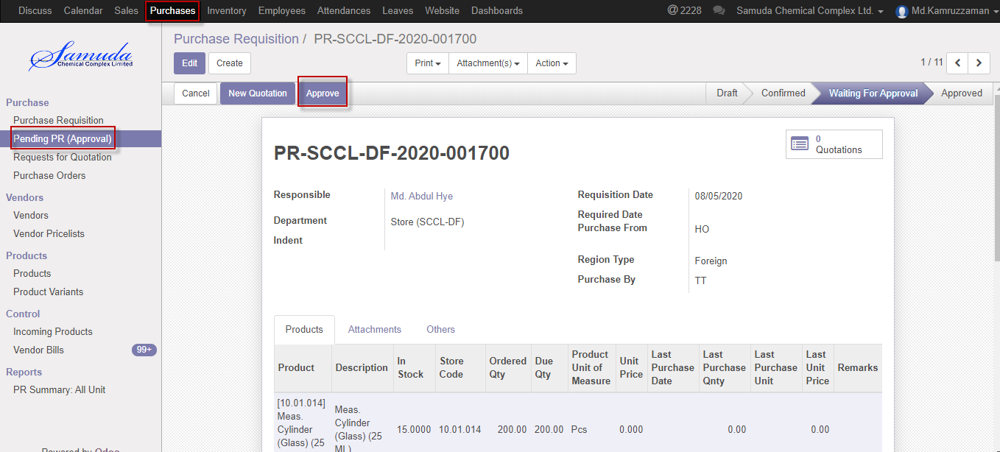 Discuss Calendar Sales Purchases Inventory Employees Attendances Leaves Website Dashboards @ 2228 Samuda Chemical Complex Ltd. Md.Kamruzzaman
Samuda
Chemical Complex Limited
Purchase Requisition / PR-SCCL-DF-2020-001700
Edit Create Print Attachment(s) Action 1 / 11
Cancel New Quotation Approve Draft Confirmed Waiting For Approval Approved
Purchase
Purchase Requisition
Pending PR (Approval)
Requests for Quotation
Purchase Orders
Vendors
Vendors
Vendor Pricelists
Products
Products
Product Variants
Control
Incoming Products
Vendor Bills 99+
Reports
PR Summary: All Unit
Powered by Odoo
PR-SCCL-DF-2020-001700
0
Quotations
Responsible Md. Abdul Hye
Department Store (SCCL-DF)
Indent
Requisition Date 08/05/2020
Required Date
Purchase From HO
Region Type Foreign
Purchase By TT
Products Attachments Others
Product Description In Stock Store Code Ordered Qty Due Qty Product Unit of Measure Unit Price Last Purchase Date Last Purchase Qnty Last Purchase Unit Last Unit Price Remarks
[10.01.014] Meas. Cylinder (Glass) (25 Meas. Cylinder (Glass) (25 ML) 15.0000 10.01.014 200.00 200.00 Pcs 0.000 0.00 0.00